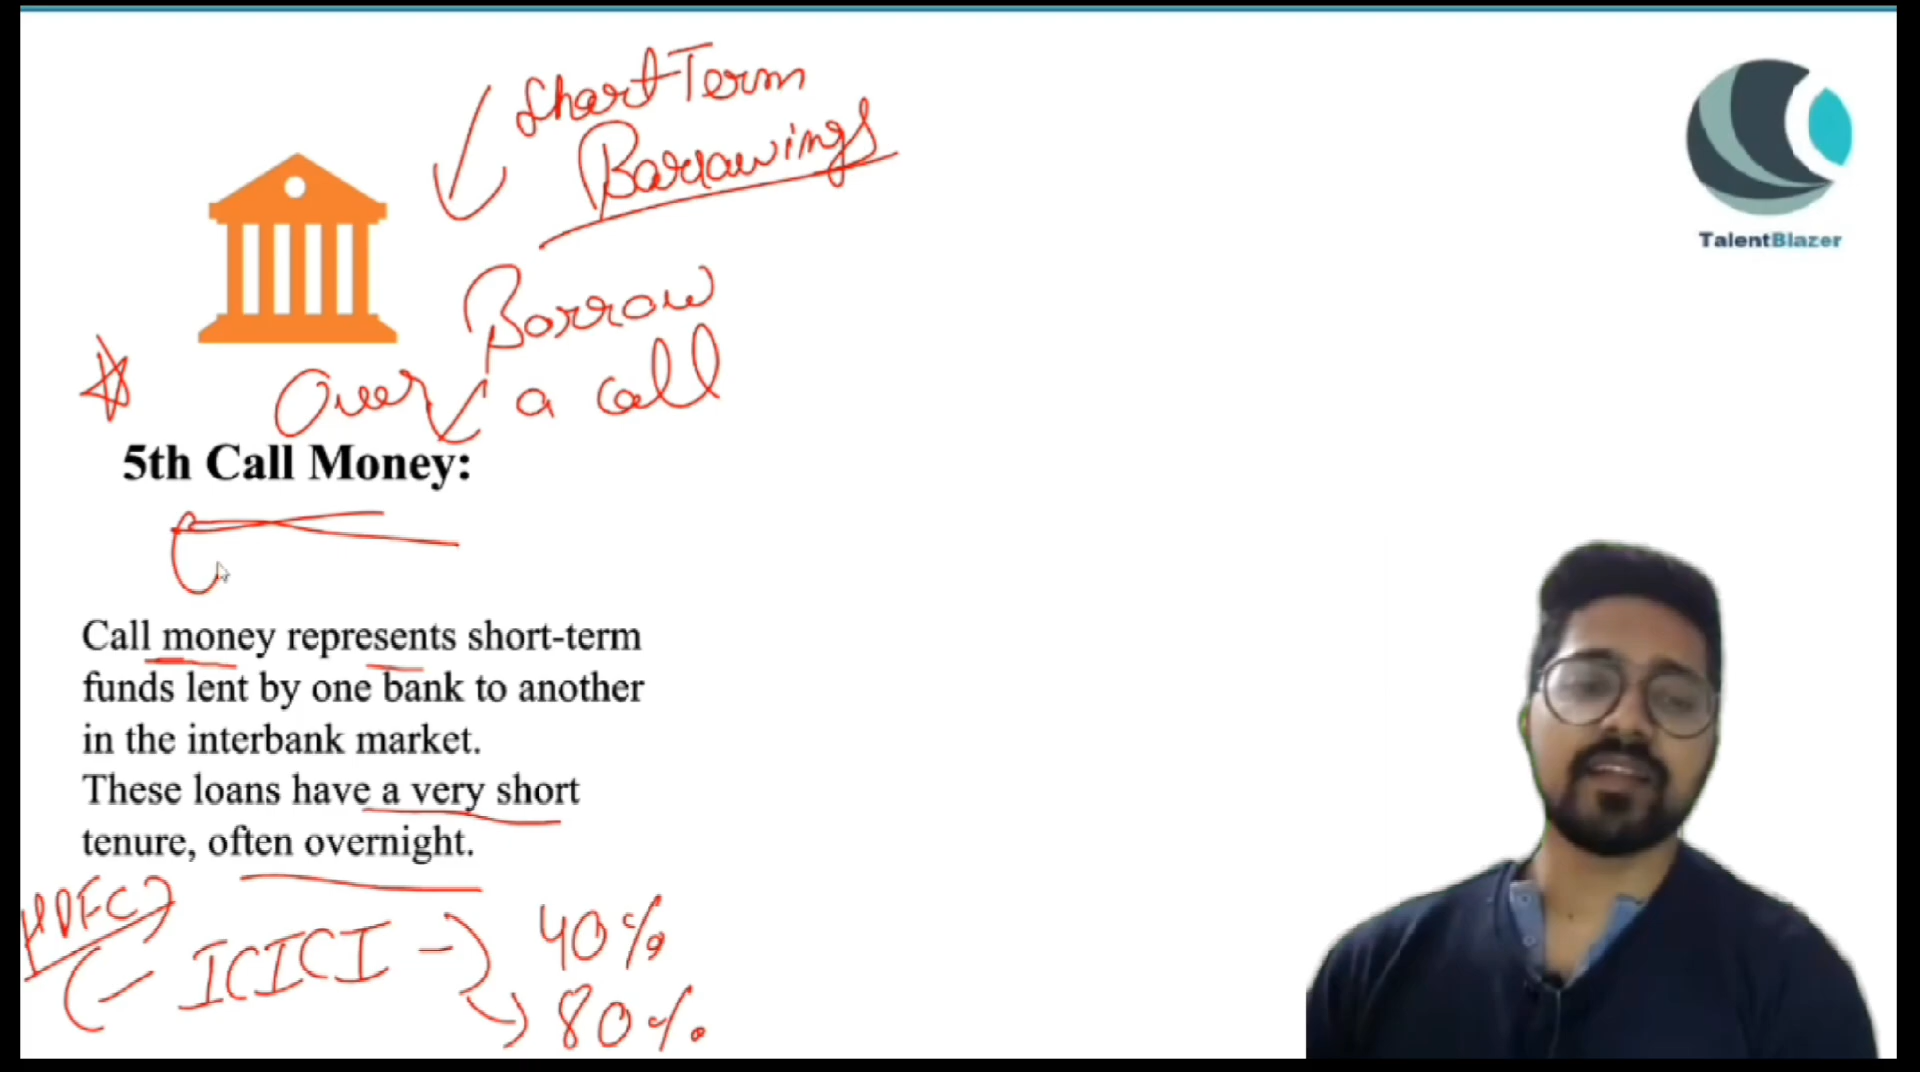 Short Term
Borrowings
TalentBlazer
Borrow
Over a call
5th Call Money:
Call money represents short-term
funds lent by one bank to another
in the interbank market.
These loans have a very short
tenure, often overnight.
HDFC
ICICI - 40%
80%